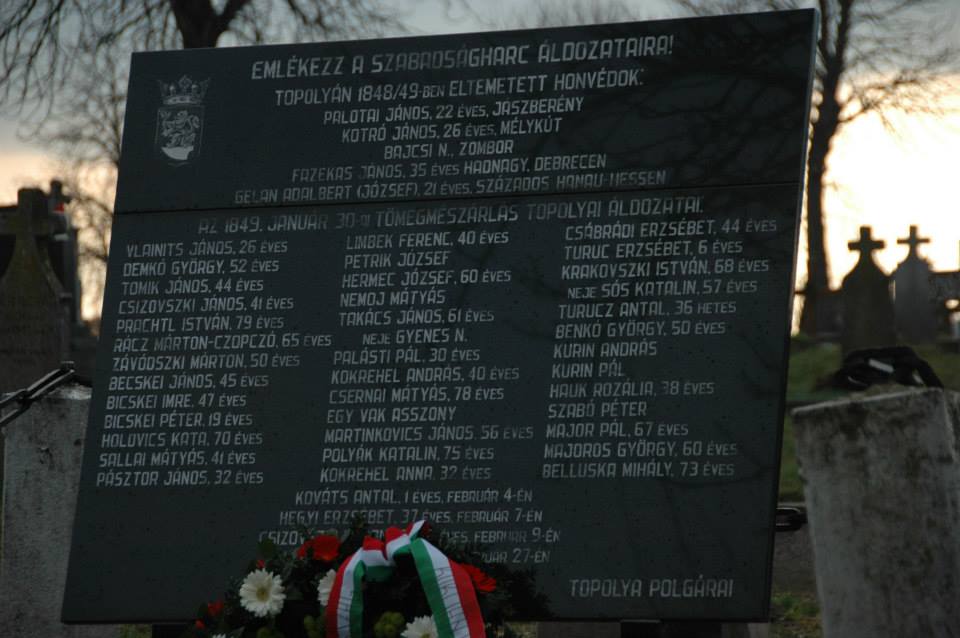 EMLÉKEZZ A SZABADSÁGHARC ÁLDOZATAIRA!
TOPOLYÁN 1848/49-BEN ELTEMETETT HONVÉDOK:
PALOTAI JÁNOS, 22 ÉVES, JÁSZBERÉNY
KOTRÓ JÁNOS, 26 ÉVES, MÉLYKÚT
BAJCSI N., ZOMBOR
FAZEKAS JÁNOS, 35 ÉVES HADNAGY, DEBRECEN
GELAN ADALBERT (JÓZSEF), 21 ÉVES, SZÁZADOS HANAU HESSEN
AZ 1849. JANUÁR 30-AI TÖMEGMÉSZÁRLÁS TOPOLYAI ÁLDOZATAI:
VLAINITS JÁNOS, 26 ÉVES
DEMKÓ GYÖRGY, 52 ÉVES
TOMIK JÁNOS, 44 ÉVES
CSIZOVSZKI JÁNOS, 41 ÉVES
PRACHTL ISTVÁN, 79 ÉVES
RÁCZ MÁRTON-CZOPCZÓ, 65 ÉVES
ZÁVÓDSZKI MÁRTON, 50 ÉVES
BECSKEI JÁNOS, 45 ÉVES
BICSKEI IMRE, 47 ÉVES
BICSKEI PÉTER, 19 ÉVES
HOLOVICS KATA, 70 ÉVES
SALLAI MÁTYÁS, 41 ÉVES
PÁSZTOR JÁNOS, 32 ÉVES
LIMBEK FERENC, 40 ÉVES
PETRIK JÓZSEF
HERMEC JÓZSEF, 60 ÉVES
NEMOJ MÁTYÁS
TAKÁCS JÁNOS, 61 ÉVES
NEJE GYENES N.
PALÁSTI PÁL, 30 ÉVES
KOKREHEL ANDRÁS, 40 ÉVES
CSERNAI MÁTYÁS, 78 ÉVES
EGY VAK ASSZONY
MARTINKOVICS JÁNOS, 56 ÉVES
POLYÁK KATALIN, 75 ÉVES
KOKREHEL ANNA, 32 ÉVES
CSÁBRÁDI ERZSÉBET, 44 ÉVES
TURUC ERZSÉBET, 6 ÉVES
KRAKOVSZKI ISTVÁN, 68 ÉVES
NEJE SÓS KATALIN, 57 ÉVES
TURUCZ ANTAL, 36 HETES
BENKÓ GYÖRGY, 50 ÉVES
KURIN ANDRÁS
KURIN PÁL
HAUK ROZÁLIA, 38 ÉVES
SZABÓ PÉTER
MAJOR PÁL, 67 ÉVES
MAJOROS GYÖRGY, 60 ÉVES
BELLUSKA MIHÁLY, 73 ÉVES
KOVÁTS ANTAL, 1 ÉVES, FEBRUÁR 4-ÉN
HEGYI ERZSÉBET, 37 ÉVES, FEBRUÁR 7-ÉN
ÉVES, FEBRUÁR 9-ÉN
27-ÉN
TOPOLYA POLGÁRAI